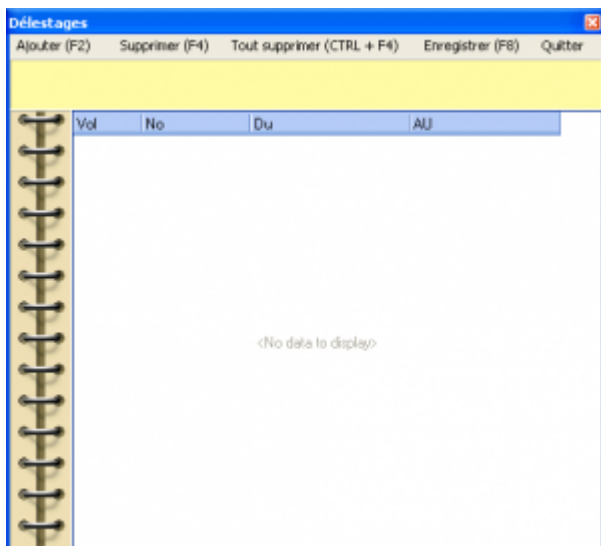 Délestages
Ajouter (F2) Supprimer (F4) Tout supprimer (CTRL + F4) Enregistrer (F8) Quitter
Vol No Du AU
<No data to display>